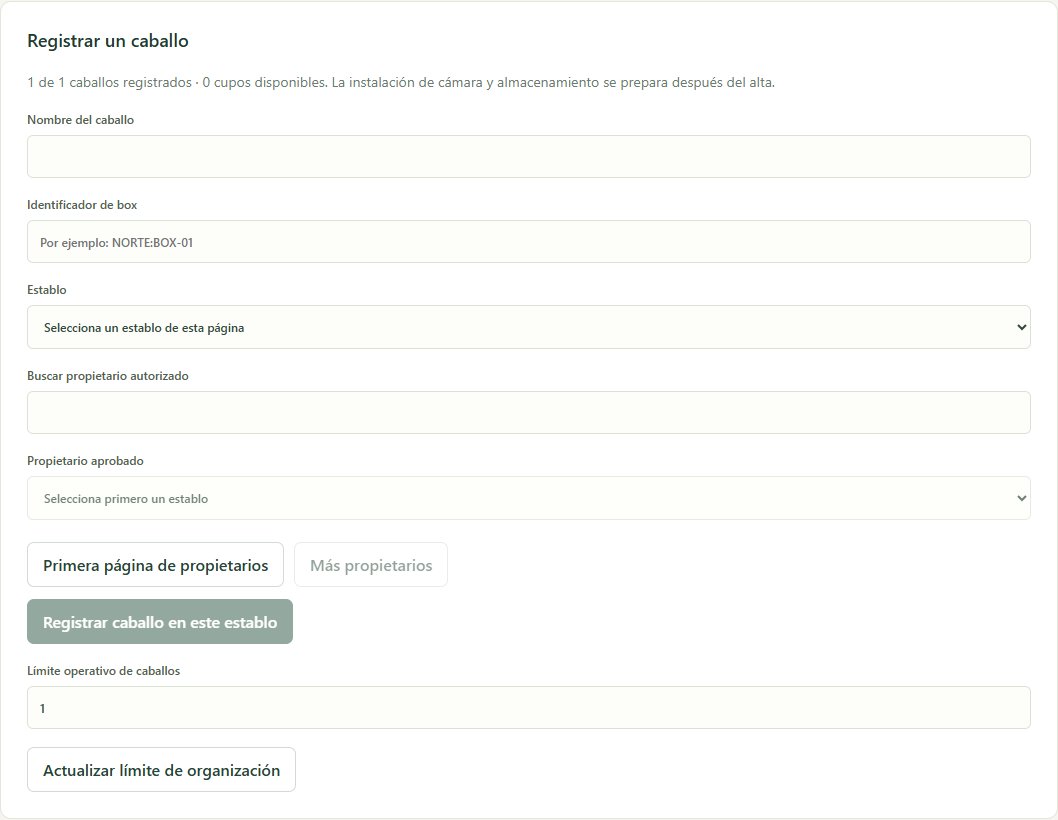 Registrar un caballo
1 de 1 caballos registrados · 0 cupos disponibles. La instalación de cámara y almacenamiento se prepara después del alta.
Nombre del caballo
Identificador de box
Por ejemplo: NORTE:BOX-01
Establo
Selecciona un establo de esta página
Buscar propietario autorizado
Propietario aprobado
Selecciona primero un establo
Primera página de propietarios
Más propietarios
Registrar caballo en este establo
Límite operativo de caballos
1
Actualizar límite de organización